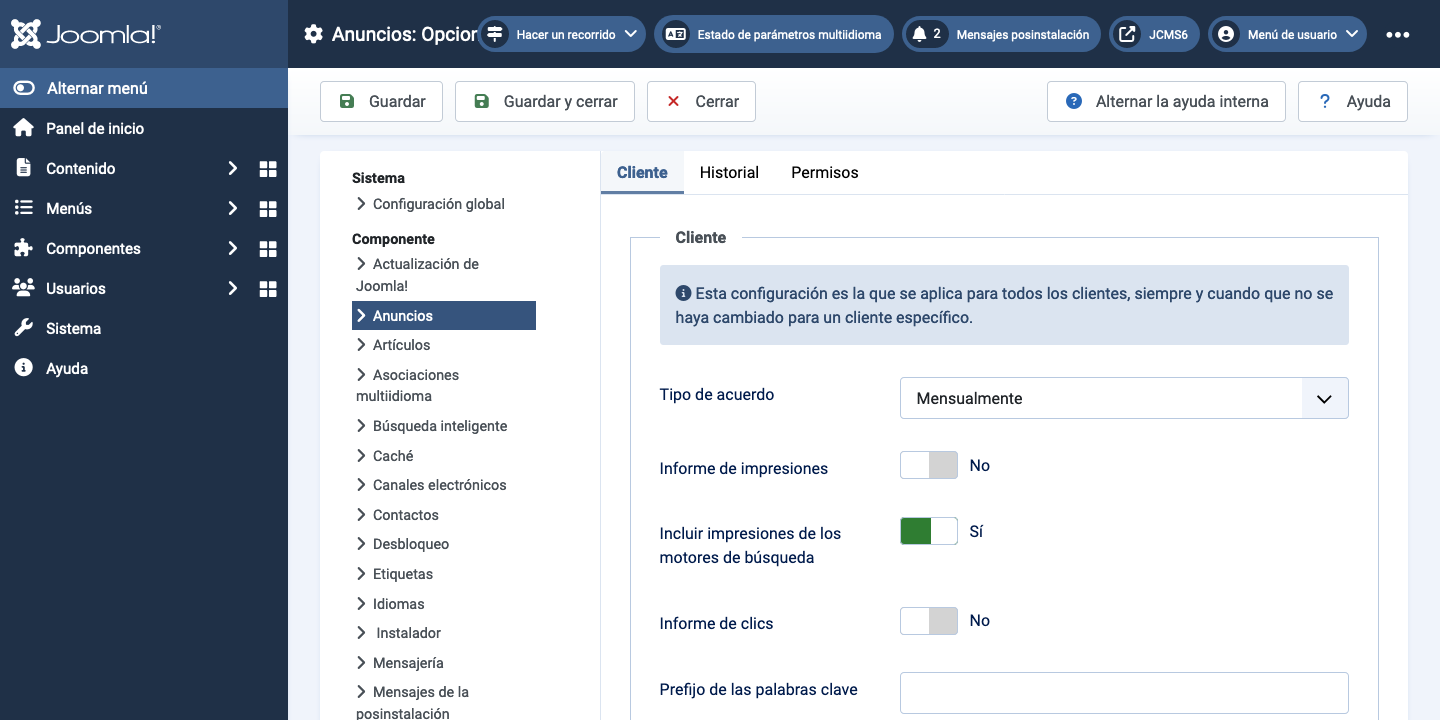 Joomla!®
Anuncios: Opcion
Hacer un recorrido
Estado de parámetros multiidioma
2 Mensajes posinstalación
JCMS6
Menú de usuario
Alternar menú
Panel de inicio
Contenido
Menús
Componentes
Usuarios
Sistema
Ayuda
Guardar
Guardar y cerrar
Cerrar
Alternar la ayuda interna
? Ayuda
Sistema
Configuración global
Componente
Actualización de
Joomla!
Anuncios
Artículos
Asociaciones
multiidioma
Búsqueda inteligente
Caché
Canales electrónicos
Contactos
Desbloqueo
Etiquetas
Idiomas
Instalador
Mensajería
Mensajes de la
posinstalación
Cliente
Historial
Permisos
Cliente
Esta configuración es la que se aplica para todos los clientes, siempre y cuando que no se
haya cambiado para un cliente específico.
Tipo de acuerdo
Mensualmente
Informe de impresiones
No
Incluir impresiones de los
motores de búsqueda
Sí
Informe de clics
No
Prefijo de las palabras clave